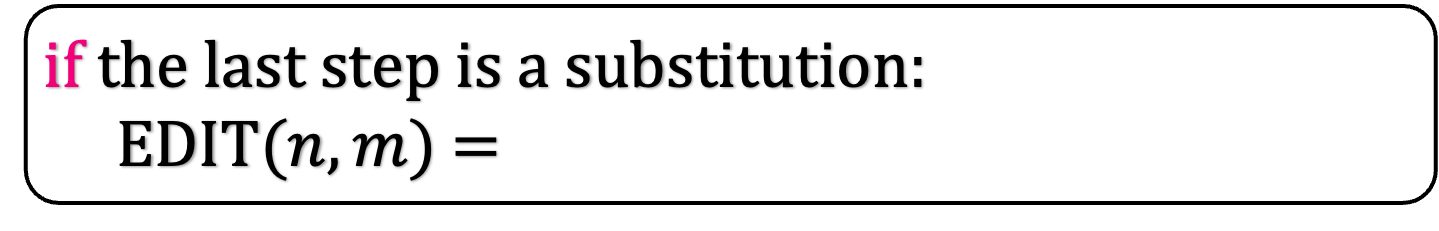 if the last step is a substitution:
EDIT(n, m) =